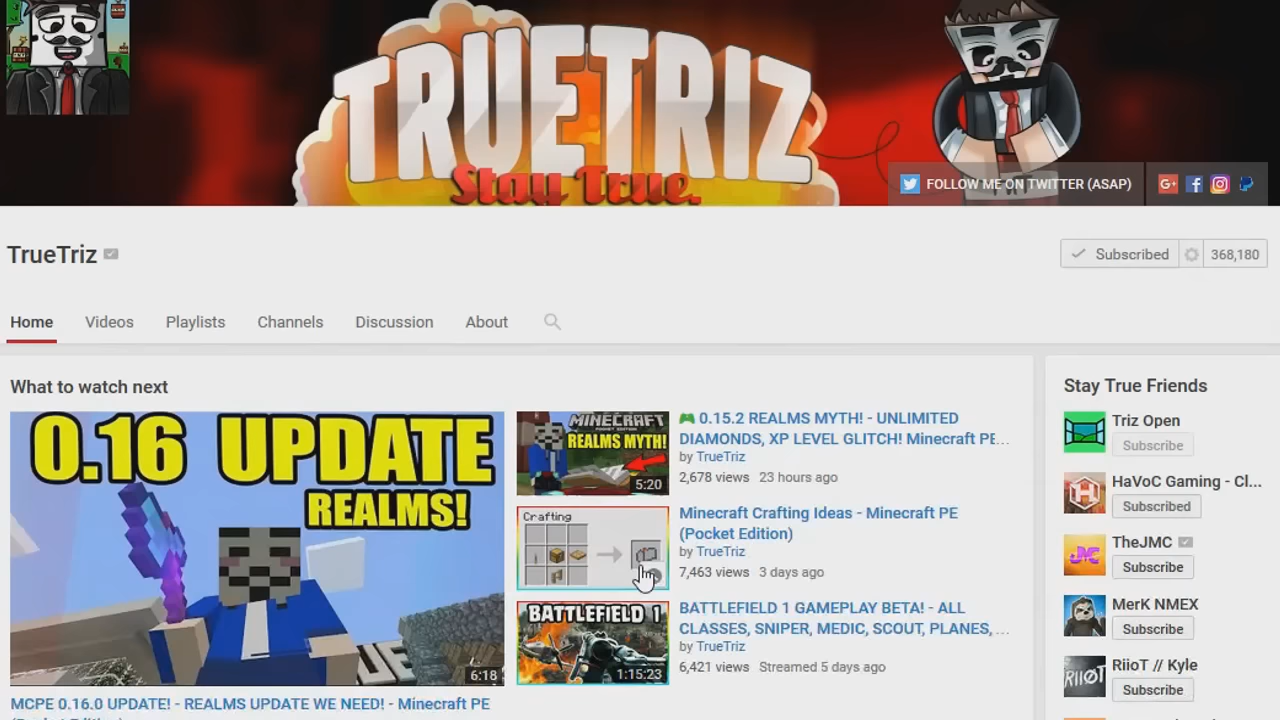 TRUETRIZ
Stay True.
FOLLOW ME ON TWITTER (ASAP)
TrueTriz
Subscribed
368,180
Home
Videos
Playlists
Channels
Discussion
About
What to watch next
0.16 UPDATE
REALMS!
6:18
MCPE 0.16.0 UPDATE! - REALMS UPDATE WE NEED! - Minecraft PE
MINECRAFT
POCKET EDITION
REALMS MYTH!
5:20
0.15.2 REALMS MYTH! - UNLIMITED
DIAMONDS, XP LEVEL GLITCH! Minecraft PE...
by TrueTriz
2,678 views 23 hours ago
Crafting
Minecraft Crafting Ideas - Minecraft PE
(Pocket Edition)
by TrueTriz
7,463 views 3 days ago
BATTLEFIELD 1
1:15:23
BATTLEFIELD 1 GAMEPLAY BETA! - ALL
CLASSES, SNIPER, MEDIC, SCOUT, PLANES, ...
by TrueTriz
6,421 views Streamed 5 days ago
Stay True Friends
Triz Open
Subscribe
HaVoC Gaming - Cl...
Subscribed
TheJMC
Subscribe
MerK NMEX
Subscribe
RiioT // Kyle
Subscribe